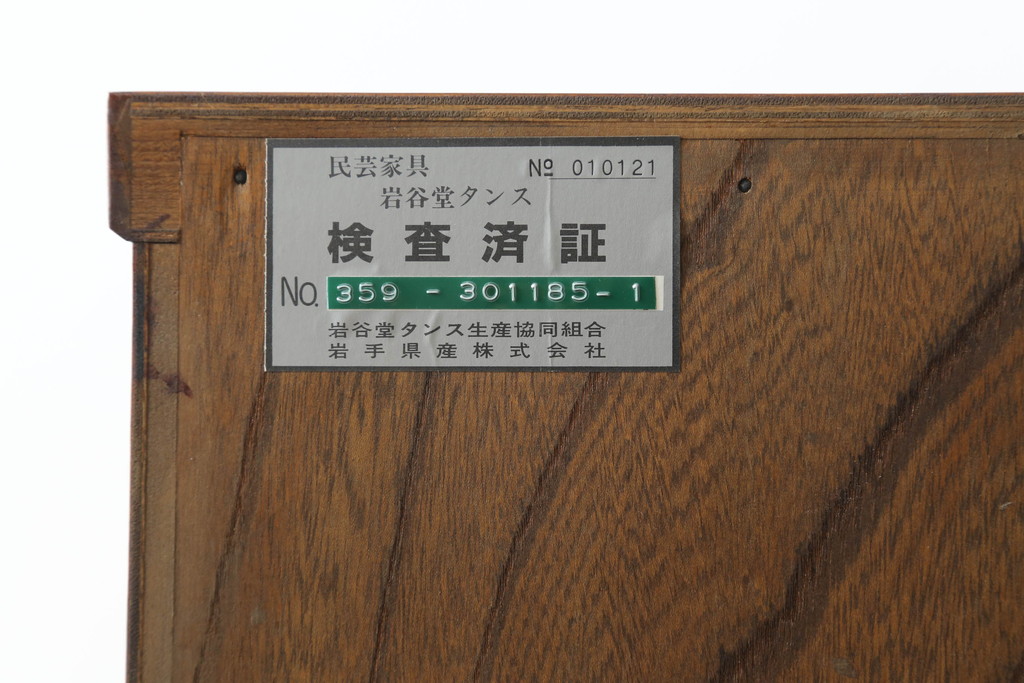 民芸家具 Nº 010121
岩谷堂タンス
検査済証
No. 359 - 301185-1
岩谷堂タンス生産協同組合
岩手県産株式会社